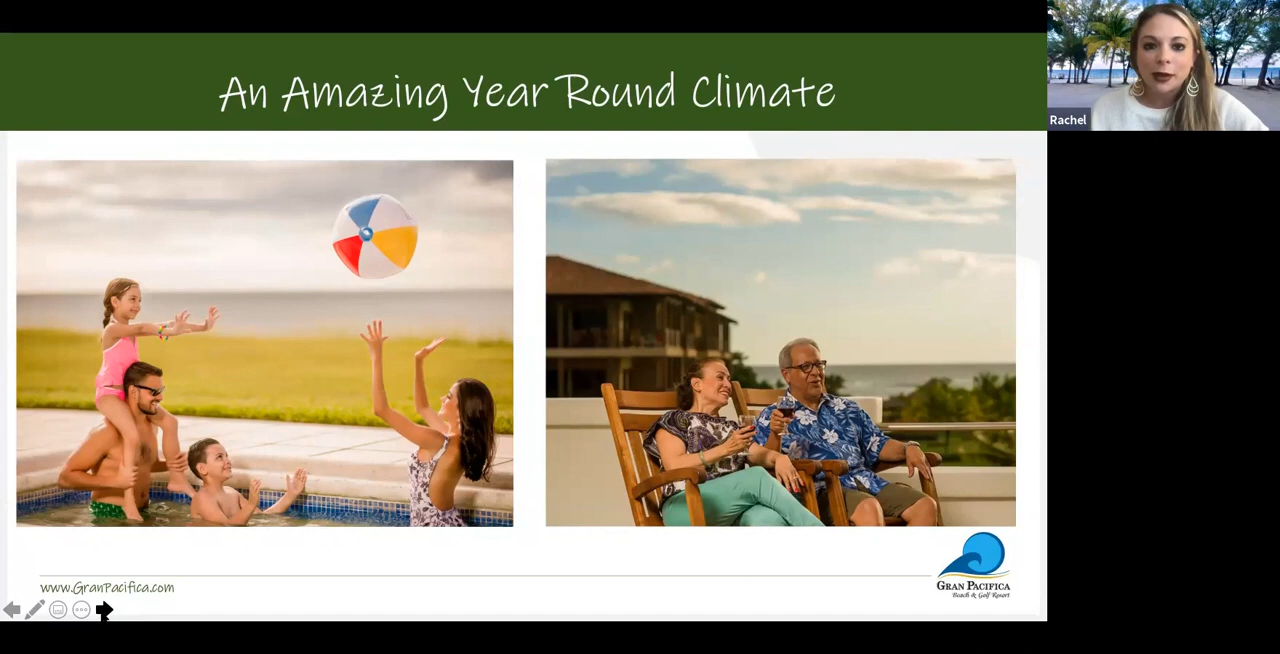 An Amazing Year Round Climate
Rachel
www.GranPacifica.com
GRAN PACIFICA
Beach & Golf Resort